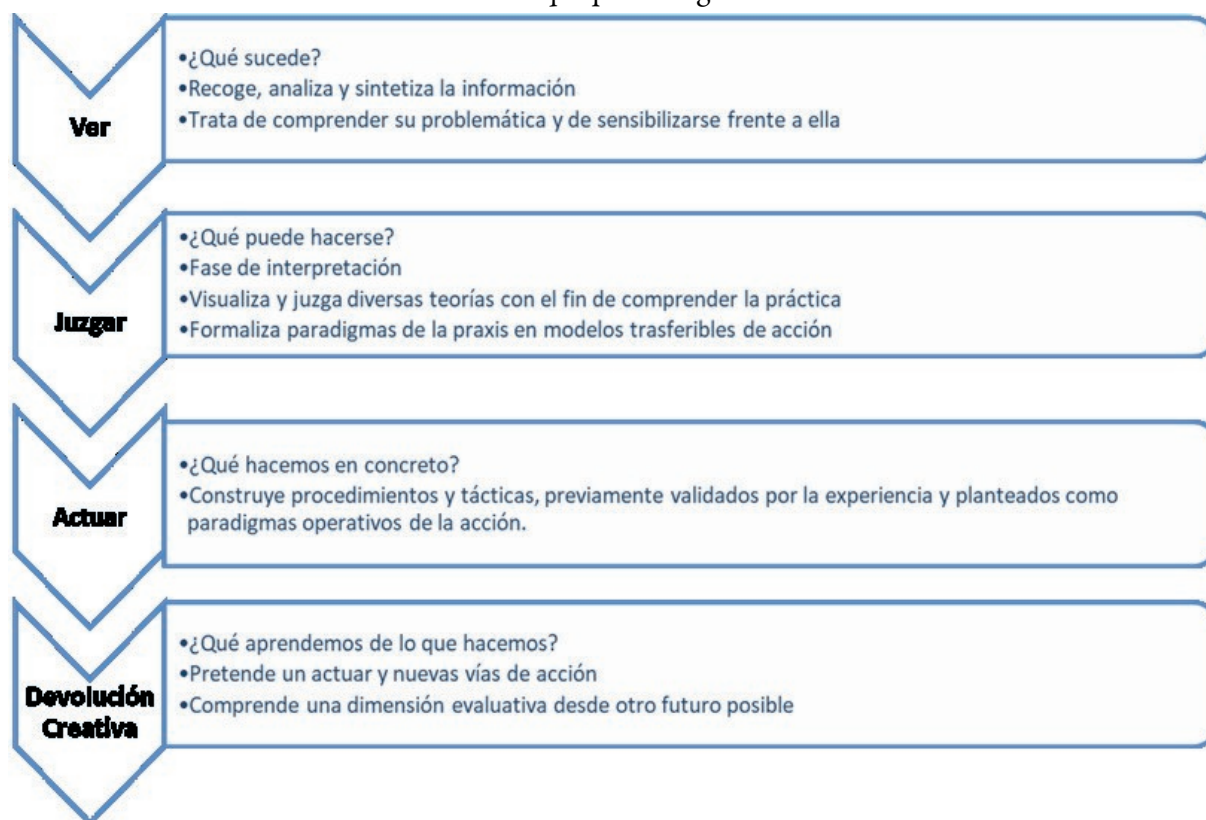 Ver
•¿Qué sucede?
•Recoge, analiza y sintetiza la información
•Trata de comprender su problemática y de sensibilizarse frente a ella
Juzgar
•¿Qué puede hacerse?
•Fase de interpretación
•Visualiza y juzga diversas teorías con el fin de comprender la práctica
•Formaliza paradigmas de la praxis en modelos trasferibles de acción
Actuar
•¿Qué hacemos en concreto?
•Construye procedimientos y tácticas, previamente validados por la experiencia y planteados como
paradigmas operativos de la acción.
Devolución
Creativa
•¿Qué aprendemos de lo que hacemos?
•Pretende un actuar y nuevas vías de acción
•Comprende una dimensión evaluativa desde otro futuro posible